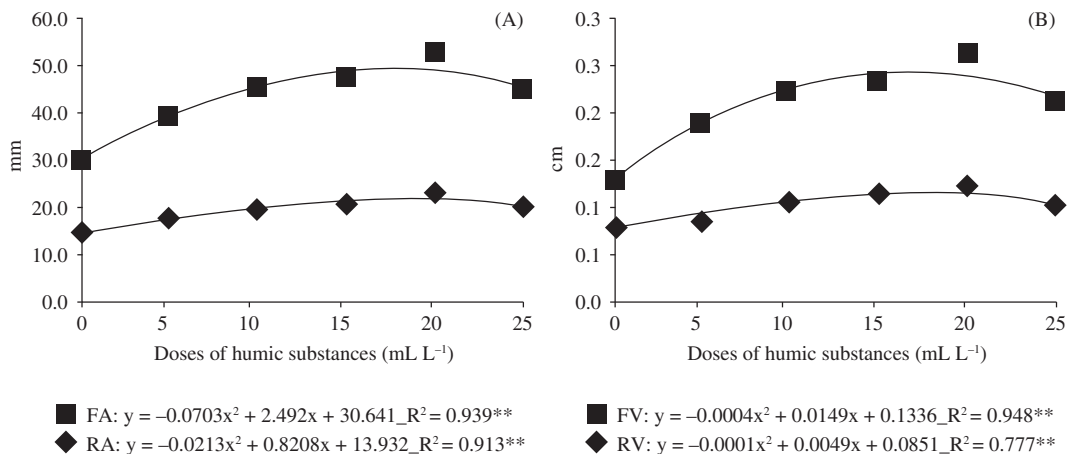 60.0
50.0
40.0
30.0
20.0
10.0
0.0
mm
(A)
0 5 10 15 20 25
Doses of humic substances (mL L⁻¹)
FA: y = –0.0703x² + 2.492x + 30.641_R² = 0.939**
RA: y = –0.0213x² + 0.8208x + 13.932_R² = 0.913**
0.3
0.3
0.2
0.2
0.1
0.1
0.0
cm
(B)
0 5 10 15 20 25
Doses of humic substances (mL L⁻¹)
FV: y = –0.0004x² + 0.0149x + 0.1336_R² = 0.948**
RV: y = –0.0001x² + 0.0049x + 0.0851_R² = 0.777**